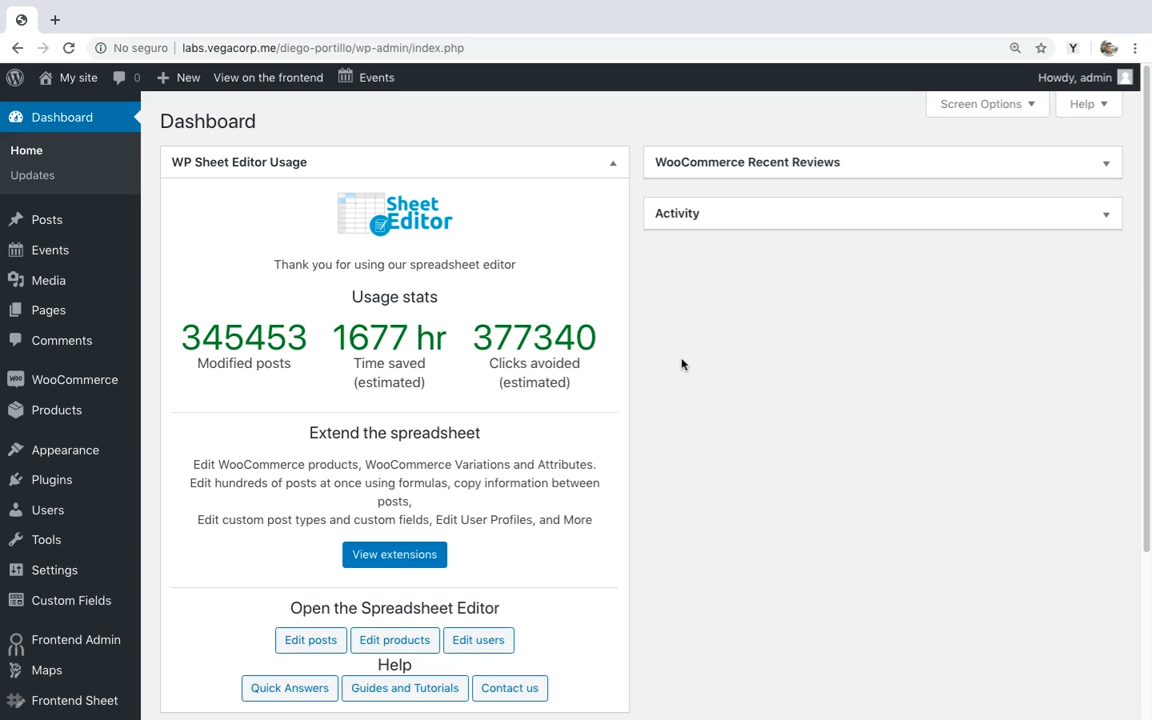 No seguro
labs.vegacorp.me/diego-portillo/wp-admin/index.php
Y
My site
0
New
View on the frontend
Events
Howdy, admin
Dashboard
Home
Updates
Posts
Events
Media
Pages
Comments
WooCommerce
Products
Appearance
Plugins
Users
Tools
Settings
Custom Fields
Frontend Admin
Maps
Frontend Sheet
Screen Options
Help
Dashboard
WP Sheet Editor Usage
Sheet
Editor
Thank you for using our spreadsheet editor
Usage stats
345453 1677 hr 377340
Modified posts Time saved Clicks avoided
(estimated) (estimated)
Extend the spreadsheet
Edit WooCommerce products, WooCommerce Variations and Attributes.
Edit hundreds of posts at once using formulas, copy information between
posts,
Edit custom post types and custom fields, Edit User Profiles, and More
View extensions
Open the Spreadsheet Editor
Edit posts Edit products Edit users
Help
Quick Answers Guides and Tutorials Contact us
WooCommerce Recent Reviews
Activity